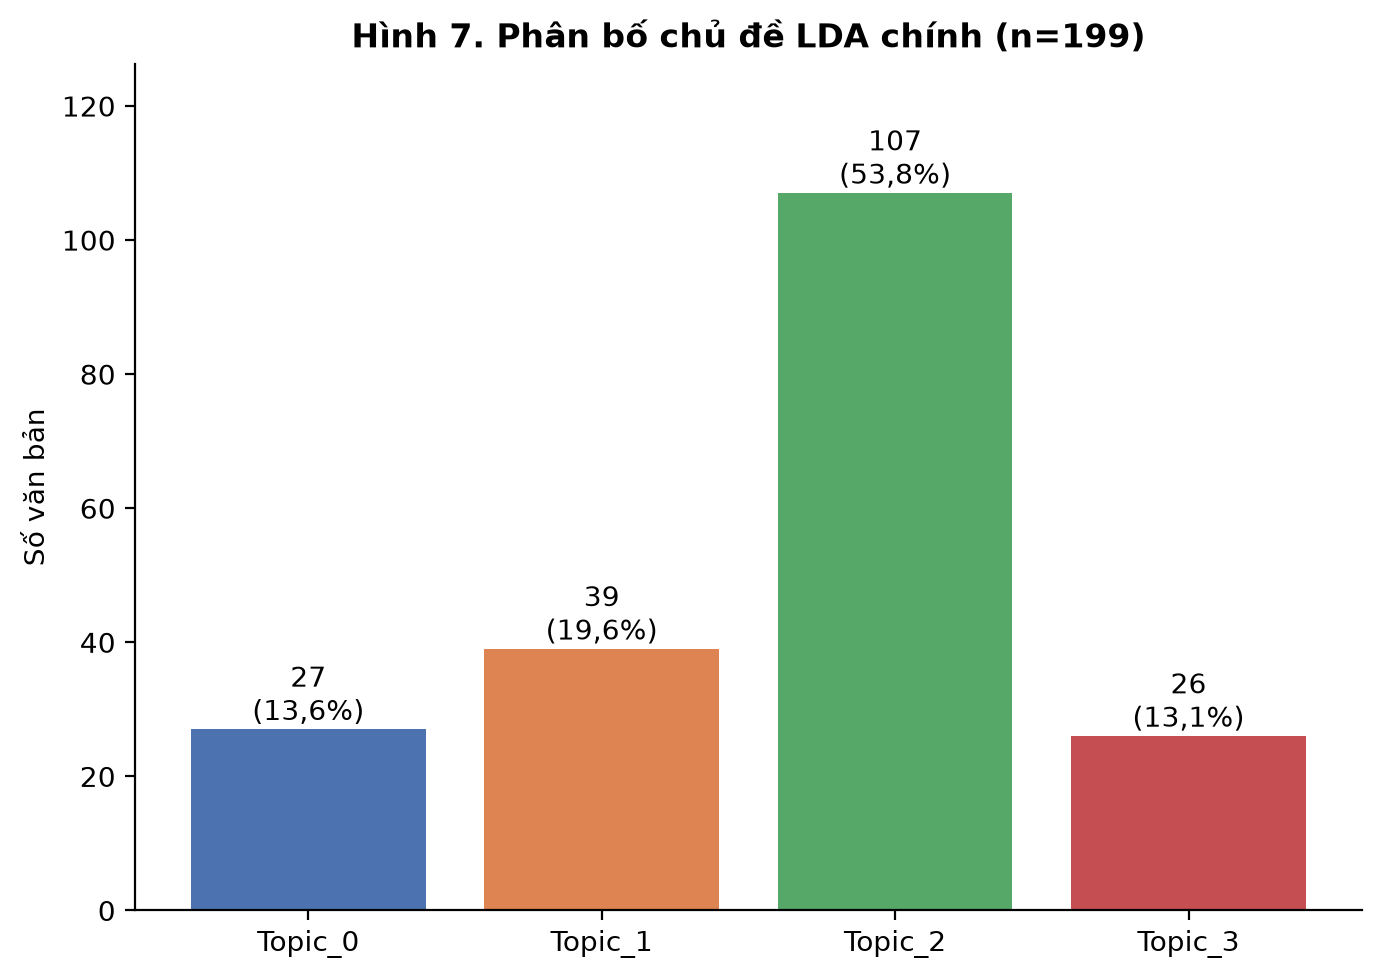 Hình 7. Phân bố chủ đề LDA chính (n=199)
Số văn bản
120
100
80
60
40
20
0
27
(13,6%)
39
(19,6%)
107
(53,8%)
26
(13,1%)
Topic_0
Topic_1
Topic_2
Topic_3